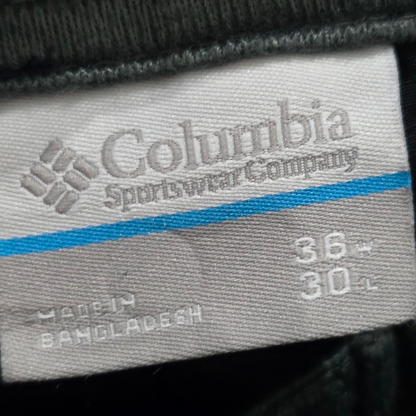 Columbia
Sportswear Company
36 W
30 L
MADE IN
BANGLADESH